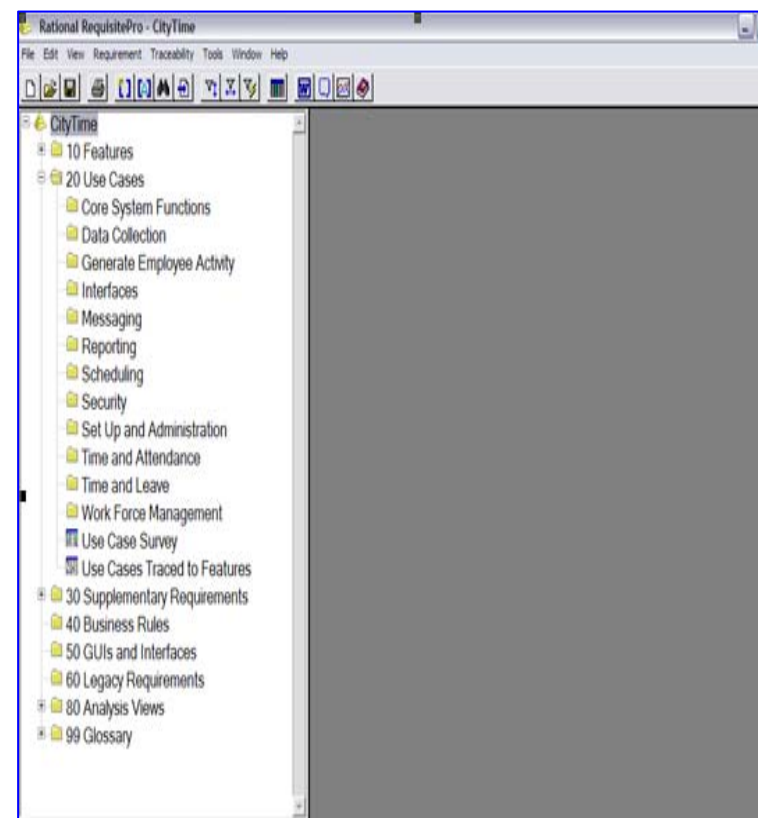 Rational RequisitePro - CityTime
File Edit View Requirement Traceability Tools Window Help
CityTime
10 Features
20 Use Cases
Core System Functions
Data Collection
Generate Employee Activity
Interfaces
Messaging
Reporting
Scheduling
Security
Set Up and Administration
Time and Attendance
Time and Leave
Work Force Management
Use Case Survey
Use Cases Traced to Features
30 Supplementary Requirements
40 Business Rules
50 GUIs and Interfaces
60 Legacy Requirements
80 Analysis Views
99 Glossary